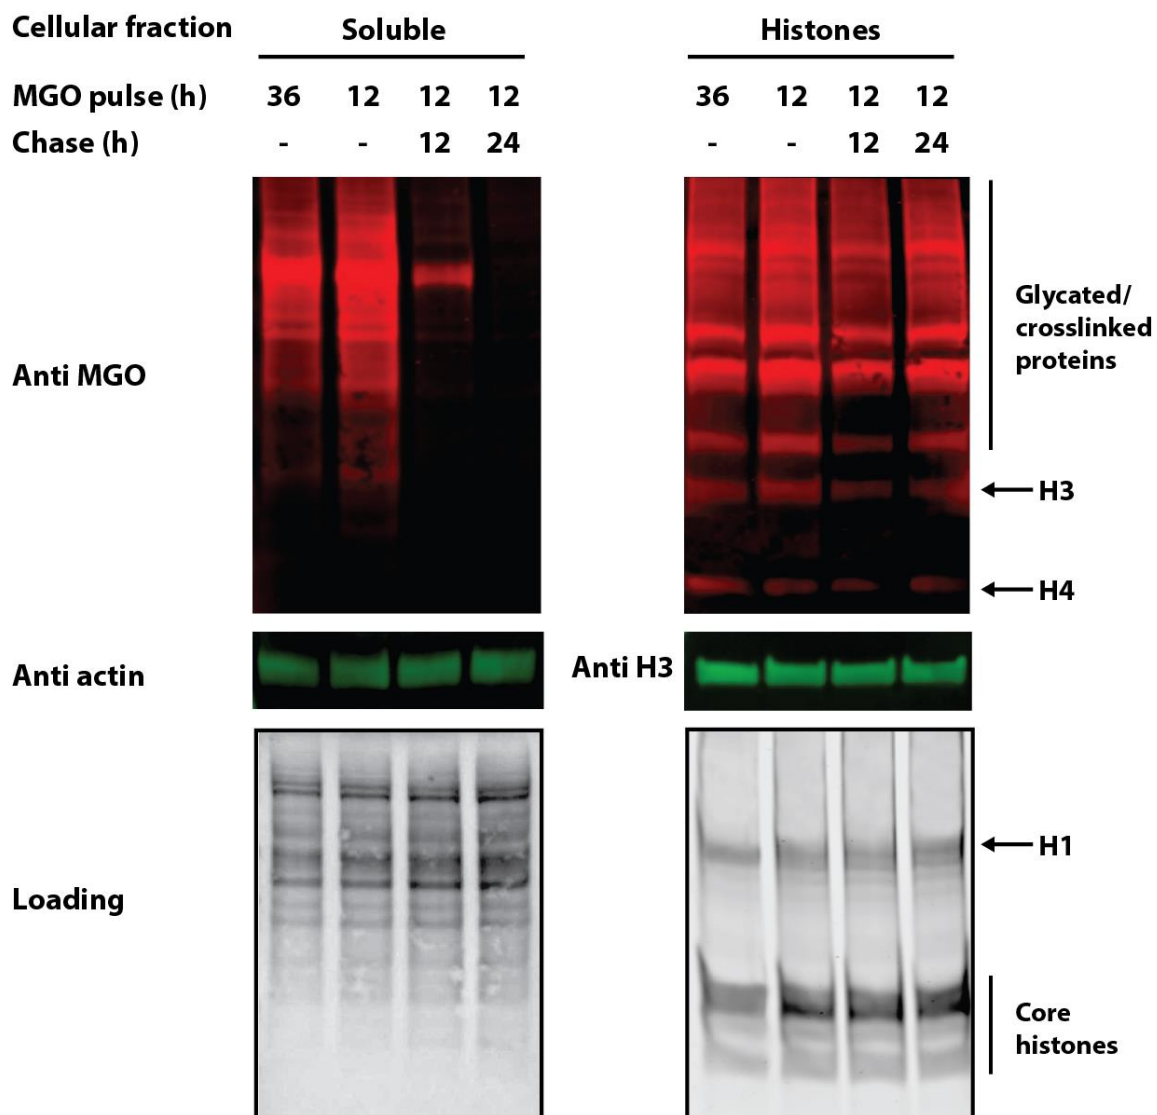 Cellular fraction Soluble Histones
MGO pulse (h) 36 12 12 12 36 12 12 12
Chase (h) - - 12 24 - - 12 24
Glycated/
crosslinked
proteins
Anti MGO
H3
H4
Anti actin Anti H3
H1
Loading
Core
histones